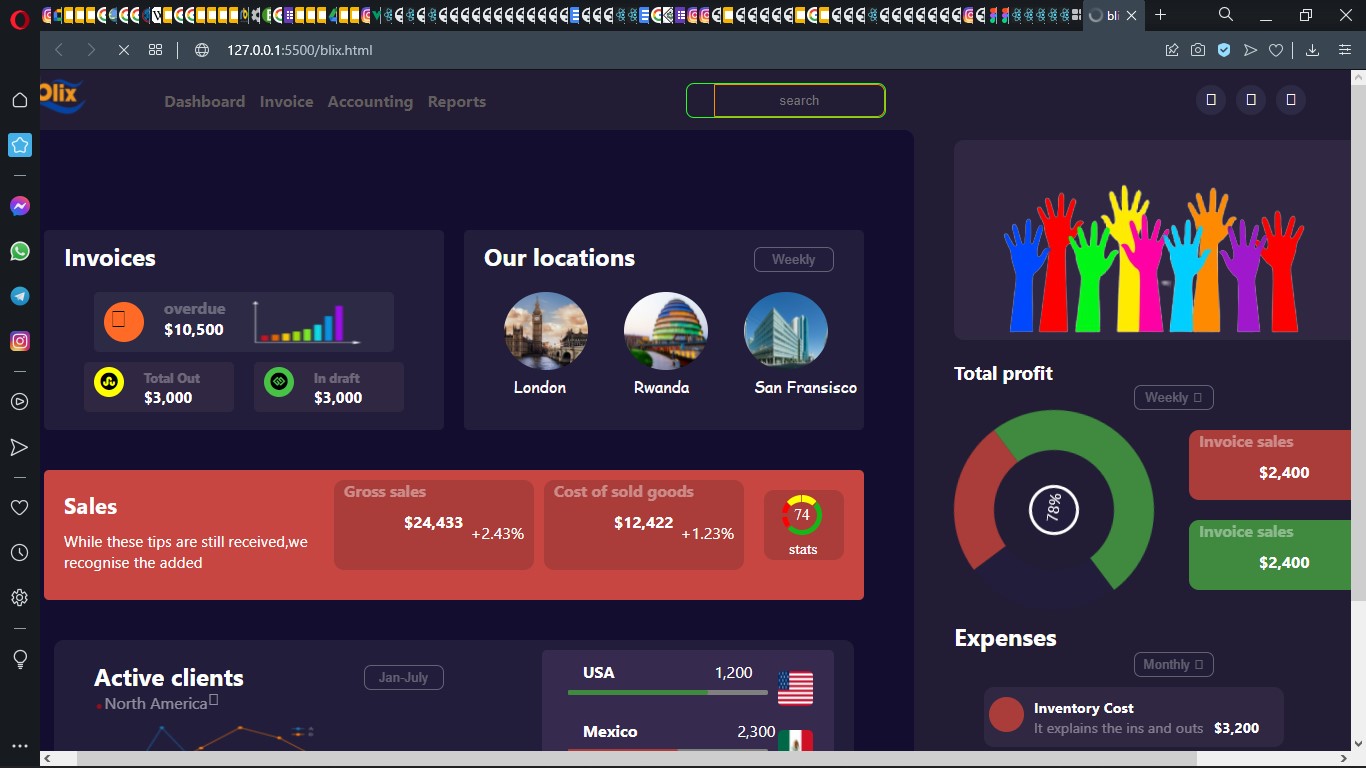 bli
127.0.0.1:5500/blix.html
Olix
Dashboard Invoice Accounting Reports
search
Invoices
overdue
$10,500
Total Out
$3,000
In draft
$3,000
Our locations
Weekly
London
Rwanda
San Fransisco
Sales
While these tips are still received,we
recognise the added
Gross sales
$24,433
+2.43%
Cost of sold goods
$12,422
+1.23%
74
stats
Active clients
Jan-July
North America
USA 1,200
Mexico 2,300
Total profit
Weekly
78%
Invoice sales
$2,400
Invoice sales
$2,400
Expenses
Monthly
Inventory Cost
It explains the ins and outs $3,200